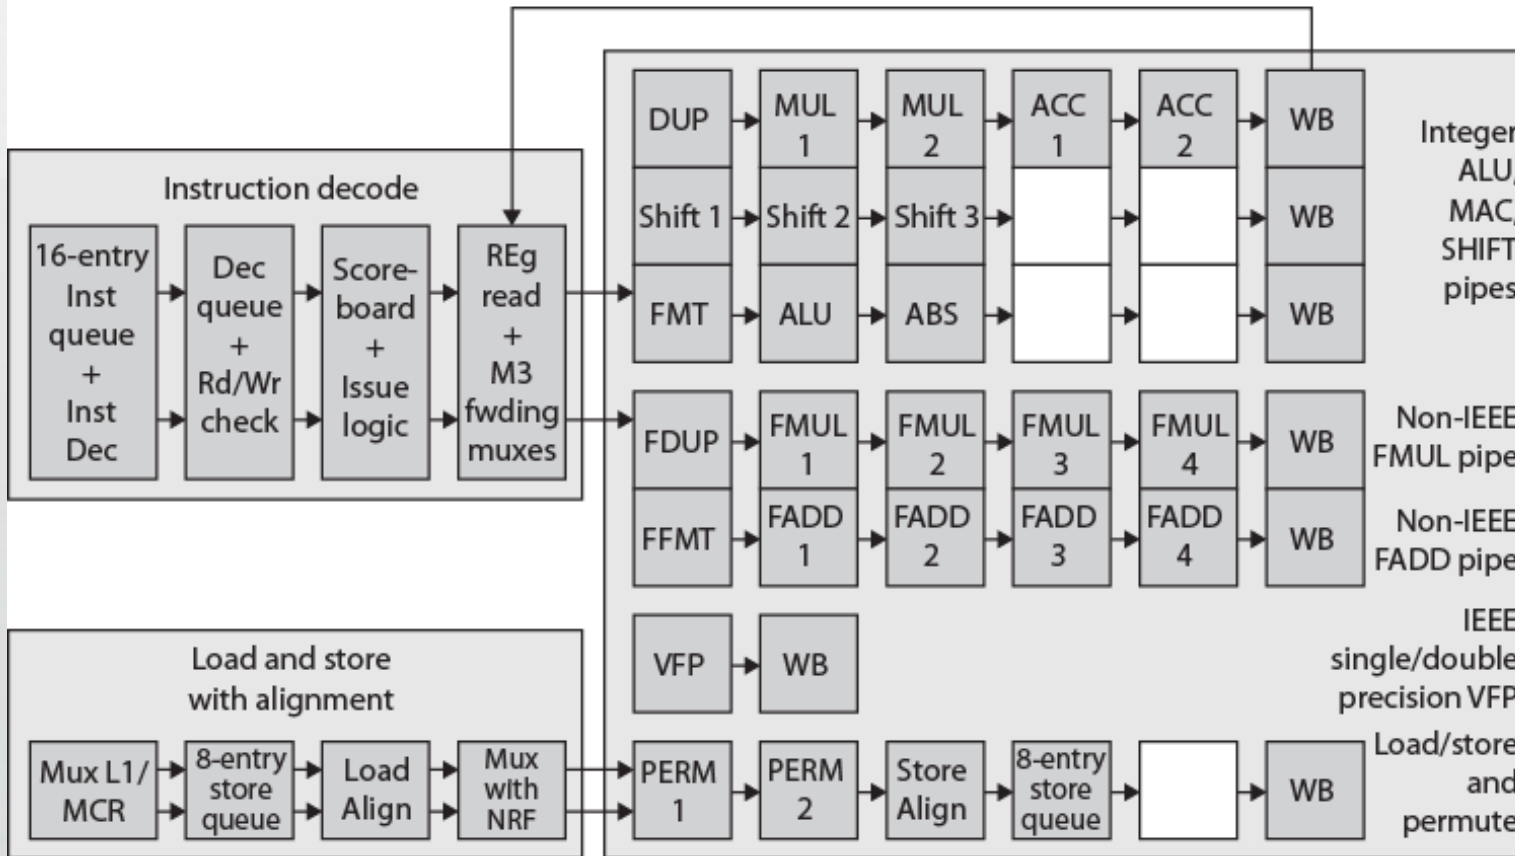 Instruction decode
16-entry
Inst
queue
+
Inst
Dec
Dec
queue
+
Rd/Wr
check
Score-
board
+
Issue
logic
REg
read
+
M3
fwding
muxes
DUP
MUL
1
MUL
2
ACC
1
ACC
2
WB
Shift 1
Shift 2
Shift 3
WB
FMT
ALU
ABS
WB
Integer
ALU,
MAC,
SHIFT
pipes
FDUP
FMUL
1
FMUL
2
FMUL
3
FMUL
4
WB
Non-IEEE
FMUL pipe
FFMT
FADD
1
FADD
2
FADD
3
FADD
4
WB
Non-IEEE
FADD pipe
VFP
WB
IEEE
single/double
precision VFP
Load and store
with alignment
Mux L1/
MCR
8-entry
store
queue
Load
Align
Mux
with
NRF
PERM
1
PERM
2
Store
Align
8-entry
store
queue
WB
Load/store
and
permute